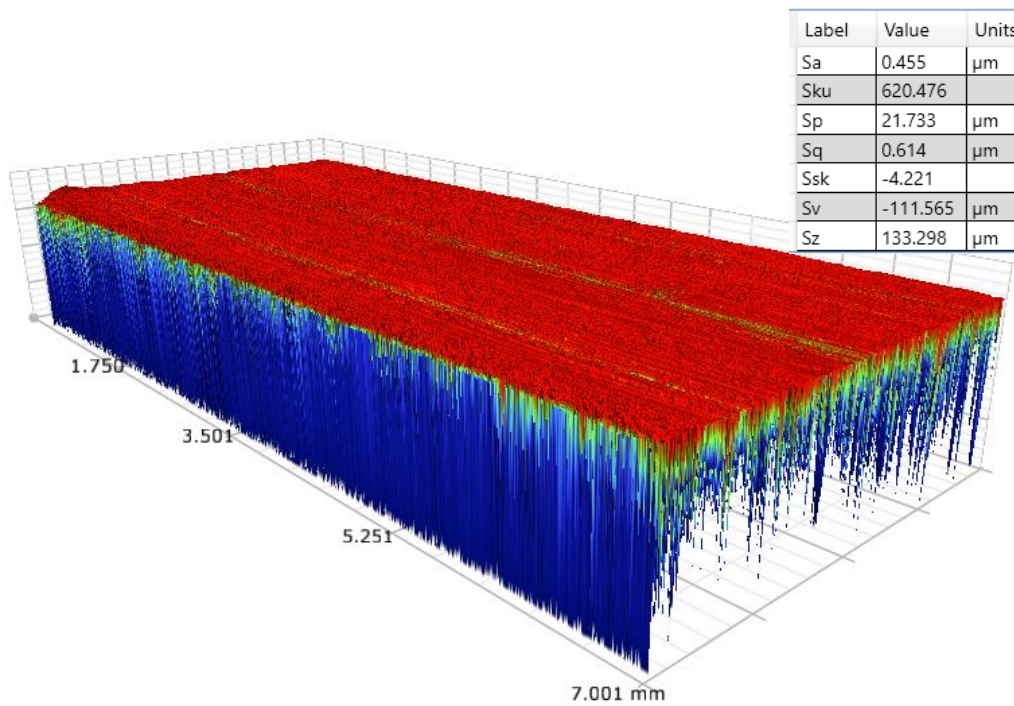 Label Value Units
Sa 0.455 µm
Sku 620.476
Sp 21.733 µm
Sq 0.614 µm
Ssk -4.221
Sv -111.565 µm
Sz 133.298 µm
1.750
3.501
5.251
7.001 mm